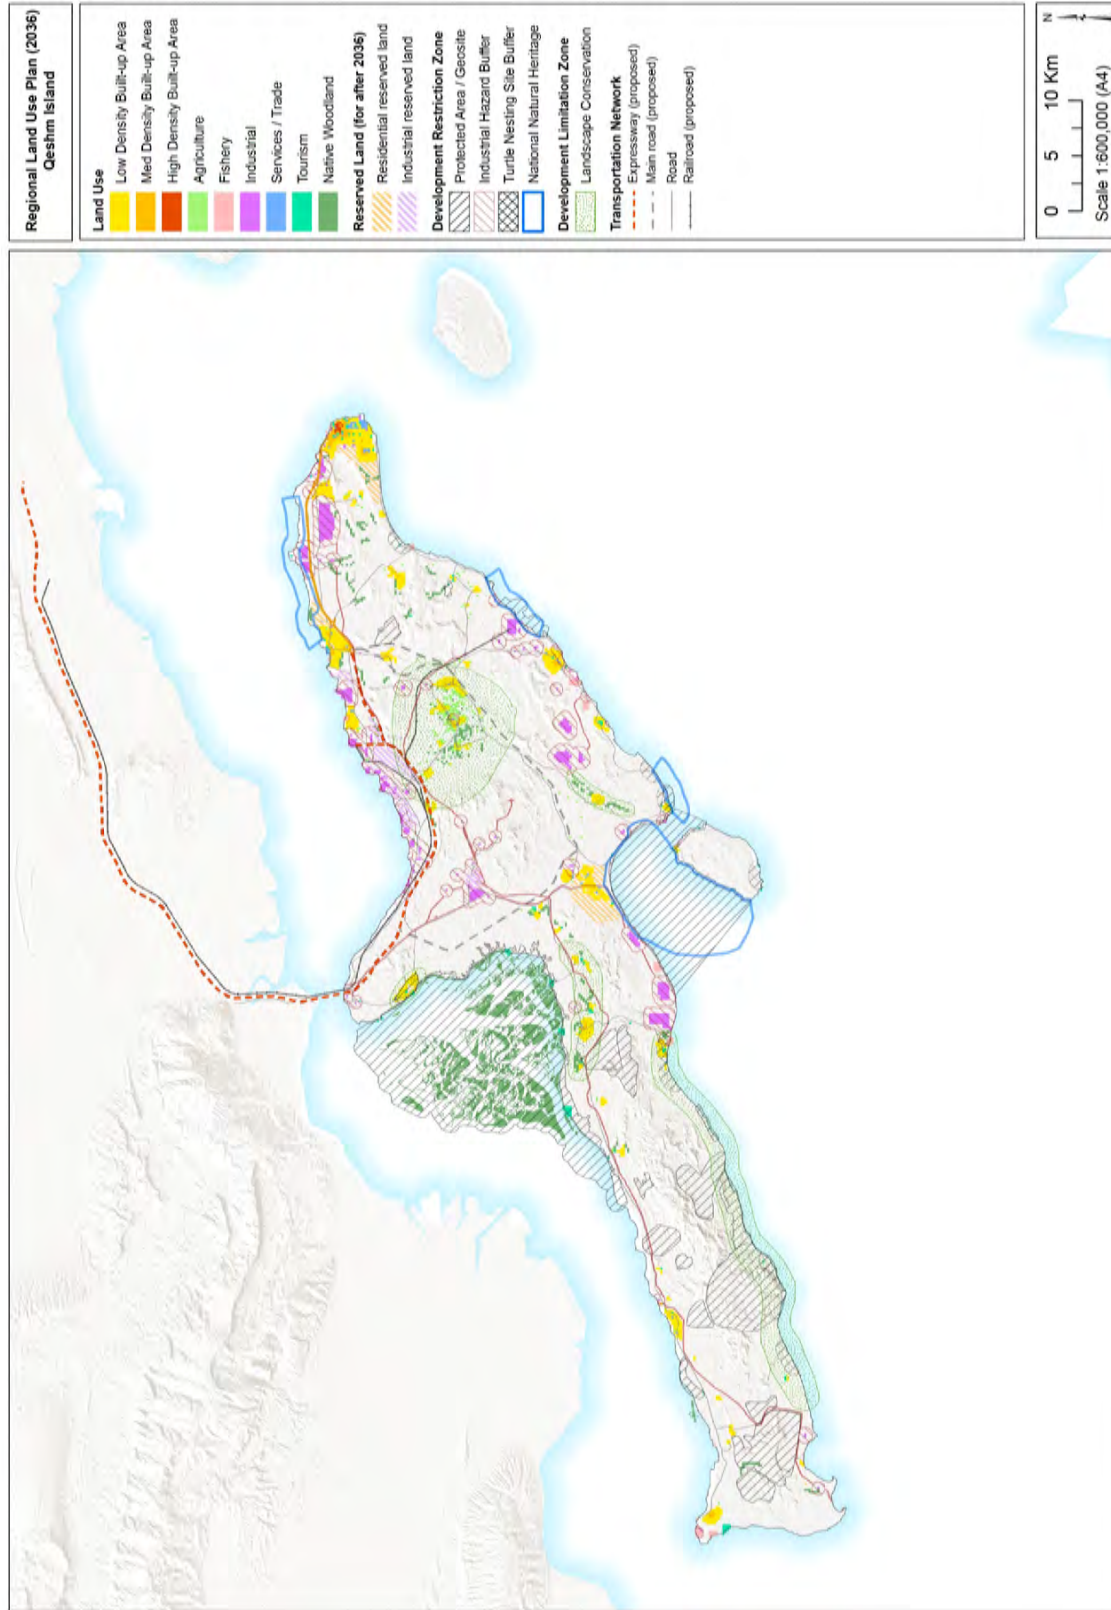 Regional Land Use Plan (2036)
Qeshm Island
Land Use
Low Density Built-up Area
Med Density Built-up Area
High Density Built-up Area
Agriculture
Fishery
Industrial
Services / Trade
Tourism
Native Woodland
Reserved Land (for after 2036)
Residential reserved land
Industrial reserved land
Development Restriction Zone
Protected Area / Geosite
Industrial Hazard Buffer
Turtle Nesting Site Buffer
National Natural Heritage
Development Limitation Zone
Landscape Conservation
Transportation Network
Expressway (proposed)
Main road (proposed)
Road
Railroad (proposed)
N
0 5 10 Km
Scale 1:600,000 (A4)